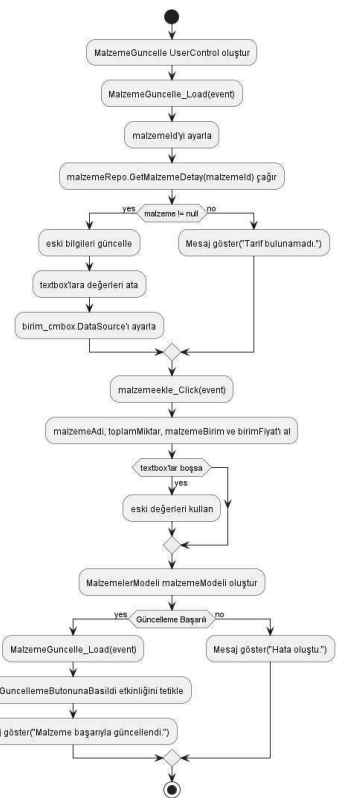 MalzemeGuncelle UserControl oluştur
MalzemeGuncelle_Load(event)
malzemeId'yi ayarla
malzemeRepo.GetMalzemeDetay(malzemeId) çağır
yes
malzeme != null
no
eski bilgileri güncelle
Mesaj göster("Tarif bulunamadı.")
textbox'lara değerleri ata
birim_cmbox.DataSource'ı ayarla
malzemeekle_Click(event)
malzemeAdi, toplamMiktar, malzemeBirim ve birimFiyat'ı al
textbox'lar boşsa
yes
eski değerleri kullan
MalzemelerModeli malzemeModeli oluştur
yes
Güncelleme Başarılı
no
MalzemeGuncelle_Load(event)
Mesaj göster("Hata oluştu.")
GuncellemeButonunaBasildi etkinliğini tetikle
j göster("Malzeme başarıyla güncellendi.")